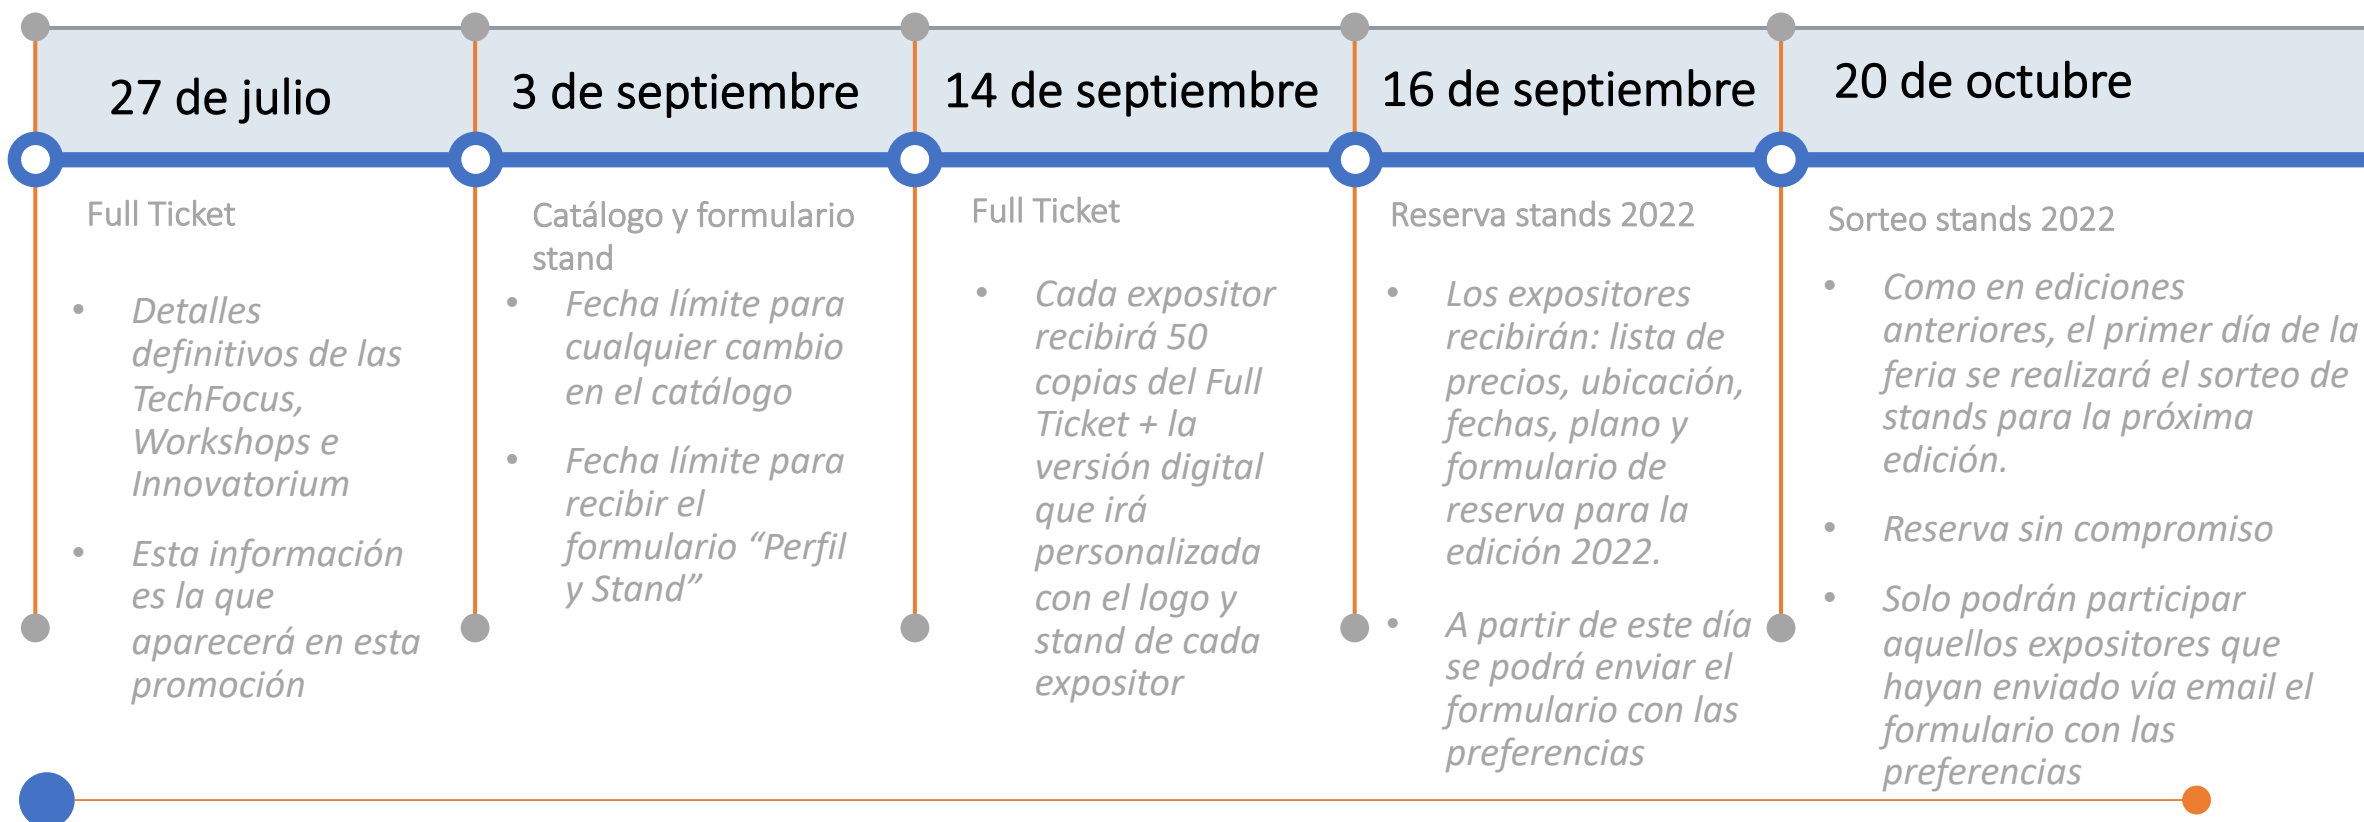 27 de julio
Full Ticket
• Detalles
definitivos de las
TechFocus,
Workshops e
Innovatorium
• Esta información
es la que
aparecerá en esta
promoción
3 de septiembre
Catálogo y formulario
stand
• Fecha límite para
cualquier cambio
en el catálogo
• Fecha límite para
recibir el
formulario “Perfil
y Stand”
14 de septiembre
Full Ticket
• Cada expositor
recibirá 50
copias del Full
Ticket + la
versión digital
que irá
personalizada
con el logo y
stand de cada
expositor
16 de septiembre
Reserva stands 2022
• Los expositores
recibirán: lista de
precios, ubicación,
fechas, plano y
formulario de
reserva para la
edición 2022.
• A partir de este día
se podrá enviar el
formulario con las
preferencias
20 de octubre
Sorteo stands 2022
• Como en ediciones
anteriores, el primer día de la
feria se realizará el sorteo de
stands para la próxima
edición.
• Reserva sin compromiso
• Solo podrán participar
aquellos expositores que
hayan enviado vía email el
formulario con las
preferencias